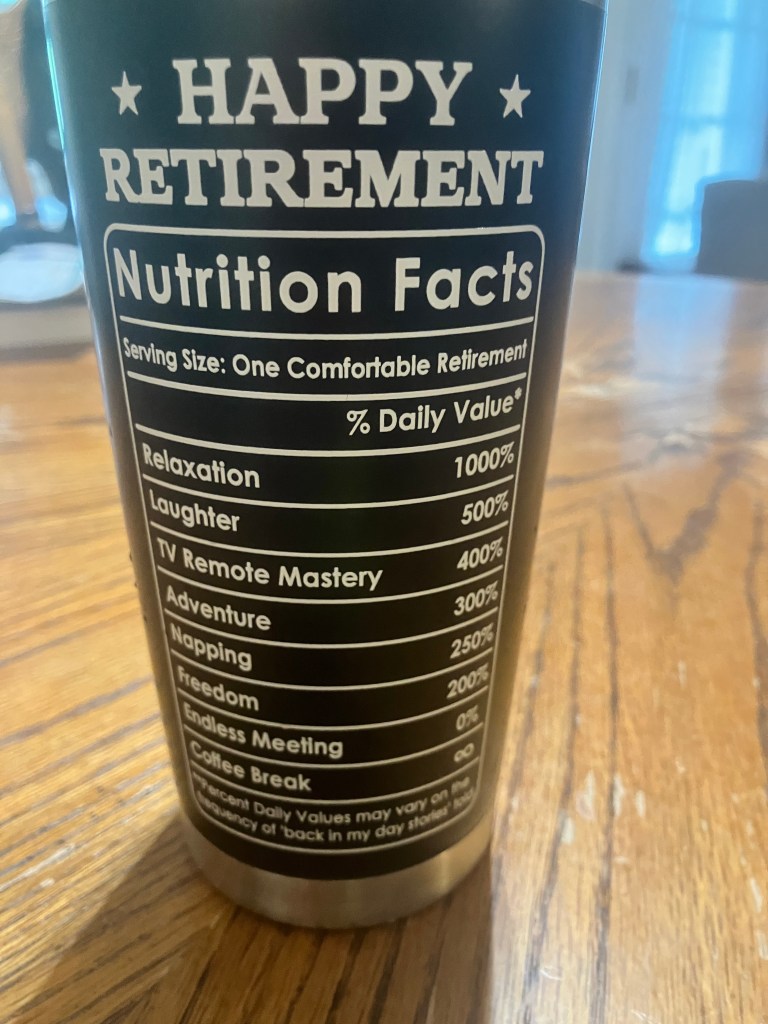 ★ HAPPY ★
RETIREMENT
Nutrition Facts
Serving Size: One Comfortable Retirement
% Daily Value*
Relaxation 1000%
Laughter 500%
TV Remote Mastery 400%
Adventure 300%
Napping 250%
Freedom 200%
Endless Meeting 0%
Coffee Break ∞
*Percent Daily Values may vary on the
frequency of 'back in my day stories' told